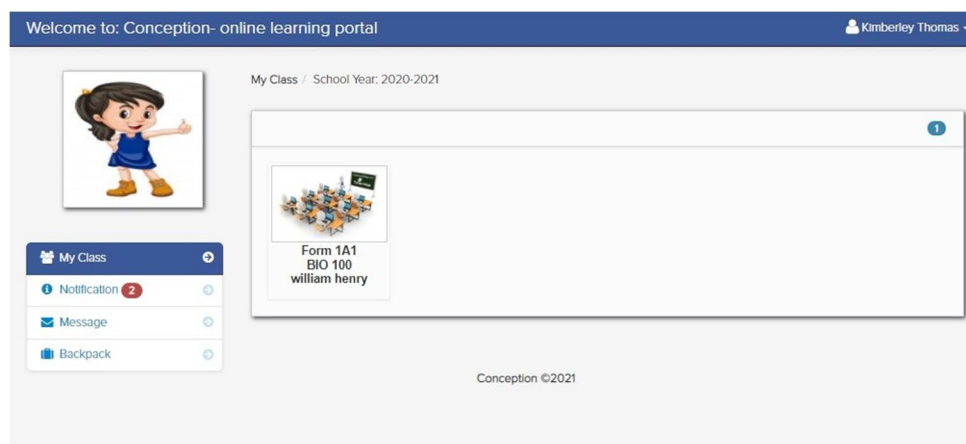 Welcome to: Conception- online learning portal
Kimberley Thomas
My Class / School Year: 2020-2021
1
Form 1A1
BIO 100
william henry
My Class
Notification 2
Message
Backpack
Conception ©2021